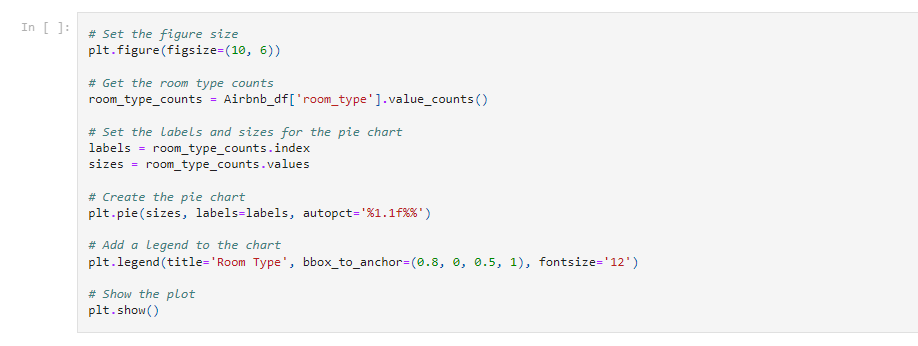 In [ ]:
# Set the figure size
plt.figure(figsize=(10, 6))
# Get the room type counts
room_type_counts = Airbnb_df['room_type'].value_counts()
# Set the labels and sizes for the pie chart
labels = room_type_counts.index
sizes = room_type_counts.values
# Create the pie chart
plt.pie(sizes, labels=labels, autopct='%1.1f%%')
# Add a legend to the chart
plt.legend(title='Room Type', bbox_to_anchor=(0.8, 0, 0.5, 1), fontsize='12')
# Show the plot
plt.show()